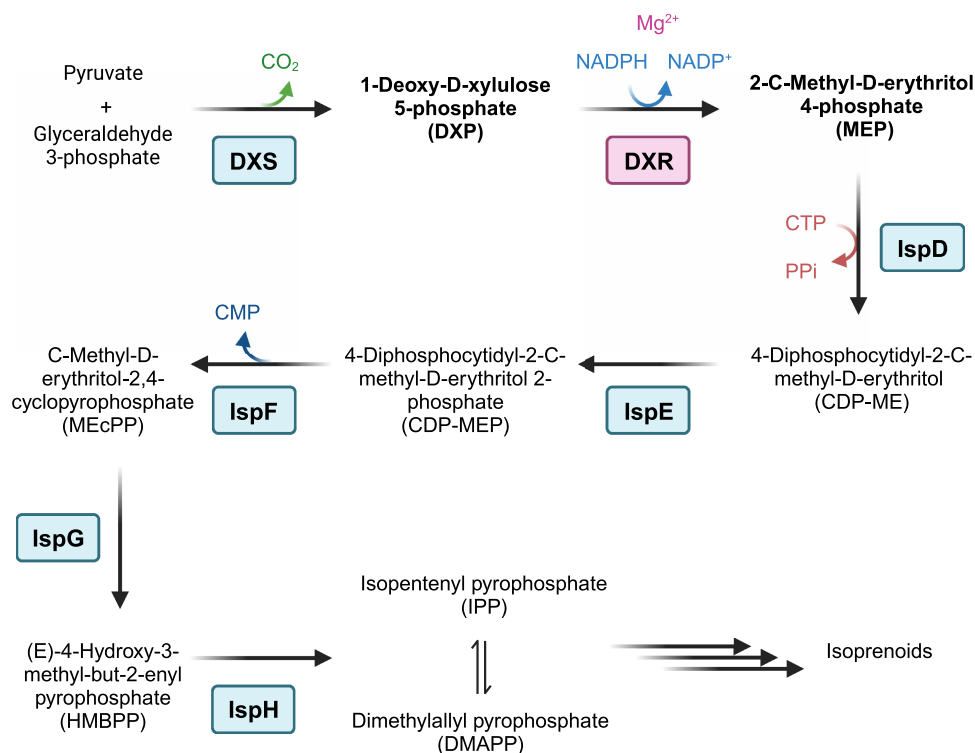 Pyruvate
+
Glyceraldehyde
3-phosphate
CO₂
DXS
1-Deoxy-D-xylulose
5-phosphate
(DXP)
Mg²⁺
NADPH NADP⁺
DXR
2-C-Methyl-D-erythritol
4-phosphate
(MEP)
CTP
PPi
IspD
4-Diphosphocytidyl-2-C-
methyl-D-erythritol
(CDP-ME)
IspE
4-Diphosphocytidyl-2-C-
methyl-D-erythritol 2-
phosphate
(CDP-MEP)
CMP
IspF
C-Methyl-D-
erythritol-2,4-
cyclopyrophosphate
(MEcPP)
IspG
(E)-4-Hydroxy-3-
methyl-but-2-enyl
pyrophosphate
(HMBPP)
IspH
Isopentenyl pyrophosphate
(IPP)
Dimethylallyl pyrophosphate
(DMAPP)
Isoprenoids